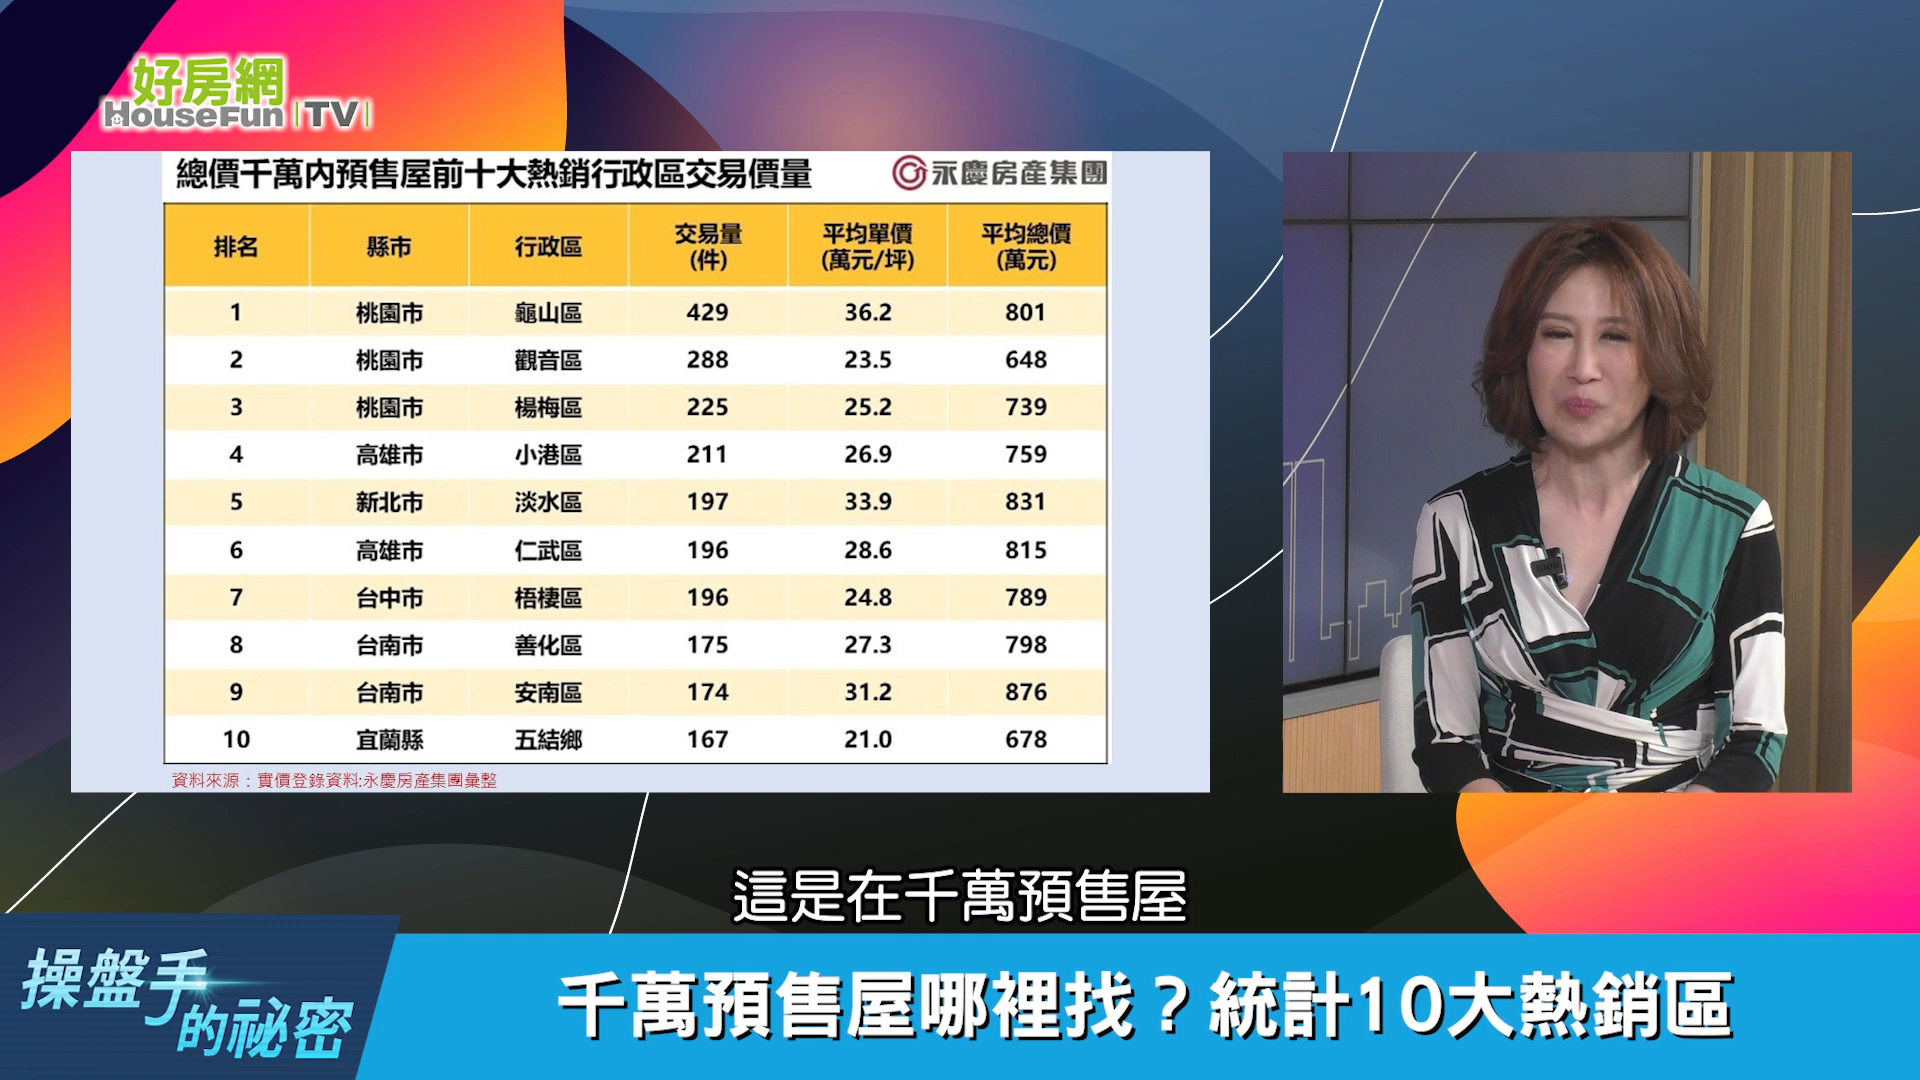 好房網
HouseFun TV
總價千萬內預售屋前十大熱銷行政區交易價量 永慶房產集團
排名 縣市 行政區 交易量(件) 平均單價(萬元/坪) 平均總價(萬元)
1 桃園市 龜山區 429 36.2 801
2 桃園市 觀音區 288 23.5 648
3 桃園市 楊梅區 225 25.2 739
4 高雄市 小港區 211 26.9 759
5 新北市 淡水區 197 33.9 831
6 高雄市 仁武區 196 28.6 815
7 台中市 梧棲區 196 24.8 789
8 台南市 善化區 175 27.3 798
9 台南市 安南區 174 31.2 876
10 宜蘭縣 五結鄉 167 21.0 678
資料來源：實價登錄資料:永慶房產集團彙整
這是在千萬預售屋
操盤手的祕密
千萬預售屋哪裡找？統計10大熱銷區